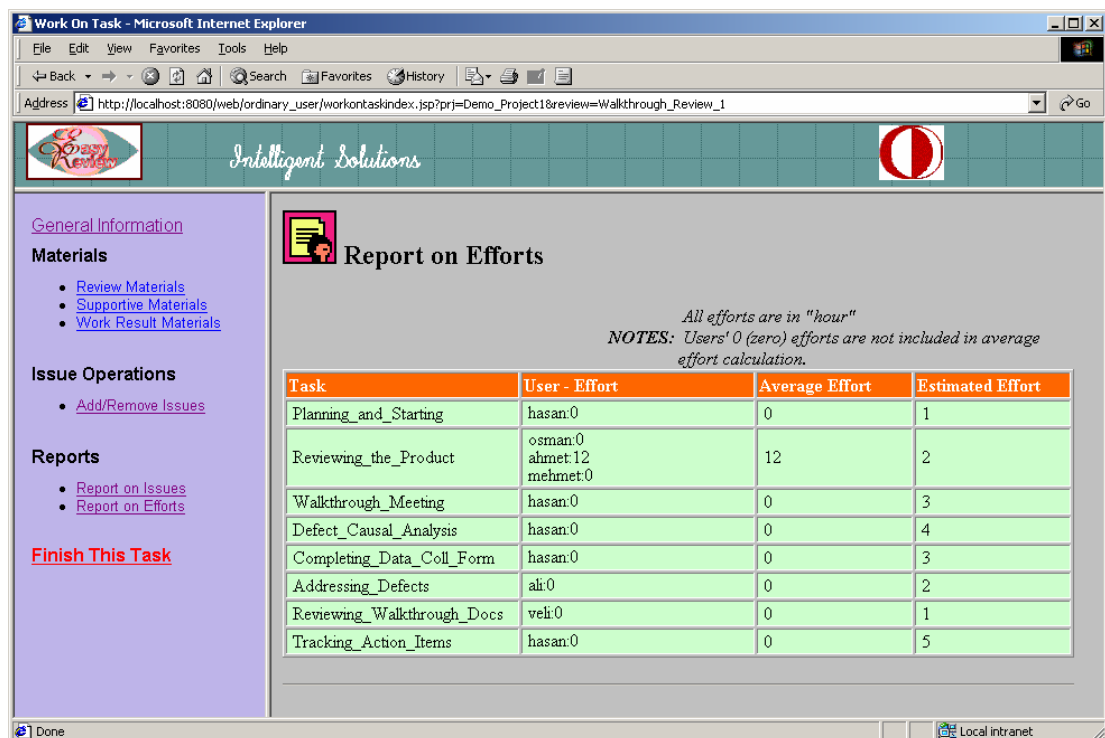 Work On Task - Microsoft Internet Explorer
File Edit View Favorites Tools Help
Back Search Favorites History
Address http://localhost:8080/web/ordinary_user/workontaskindex.jsp?prj=Demo_Project1&review=Walkthrough_Review_1 Go
Easy
Review
Intelligent Solutions
General Information
Materials
Review Materials
Supportive Materials
Work Result Materials
Issue Operations
Add/Remove Issues
Reports
Report on Issues
Report on Efforts
Finish This Task
Report on Efforts
All efforts are in "hour"
NOTES: Users' 0 (zero) efforts are not included in average
effort calculation.
Task User - Effort Average Effort Estimated Effort
Planning_and_Starting hasan:0 0 1
Reviewing_the_Product osman:0 ahmet:12 mehmet:0 12 2
Walkthrough_Meeting hasan:0 0 3
Defect_Causal_Analysis hasan:0 0 4
Completing_Data_Coll_Form hasan:0 0 3
Addressing_Defects ali:0 0 2
Reviewing_Walkthrough_Docs veli:0 0 1
Tracking_Action_Items hasan:0 0 5
Done Local intranet